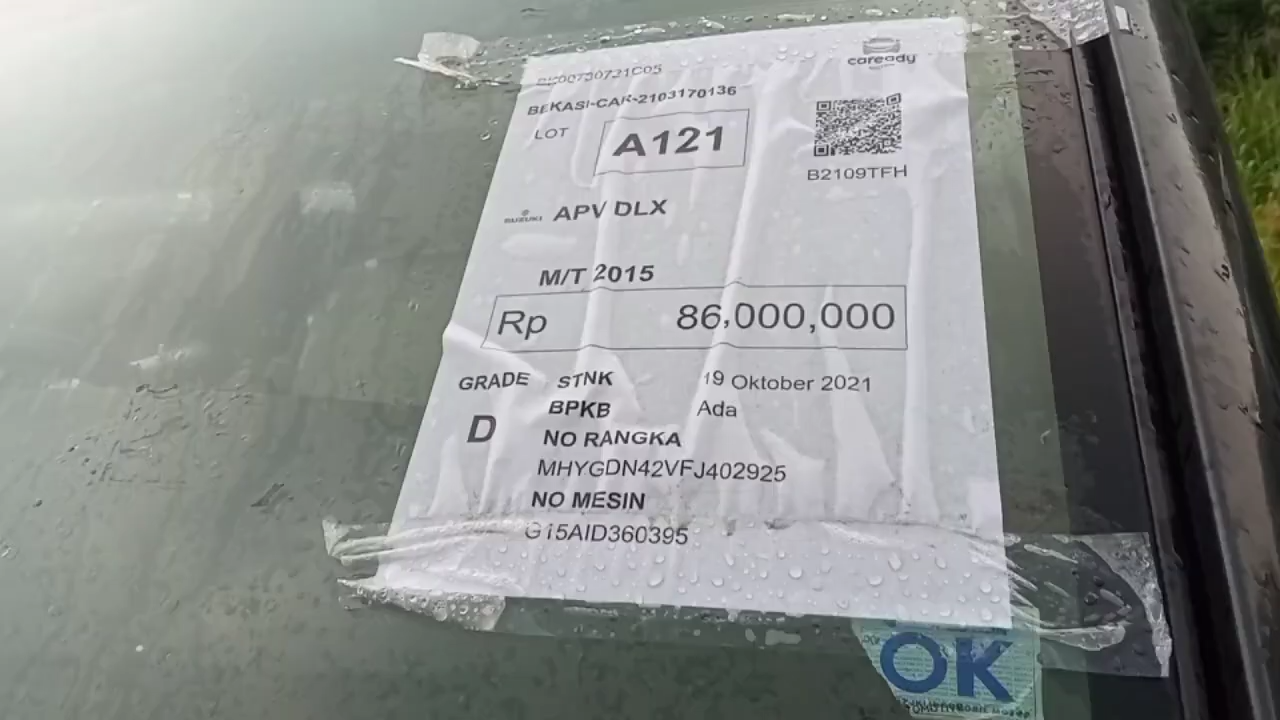 BK00730721C05
caready
BEKASI-CAR-2103170136
LOT A121
B2109TFH
SUZUKI APV DLX
M/T 2015
Rp 86,000,000
GRADE STNK 19 Oktober 2021
D BPKB Ada
NO RANGKA
MHYGDN42VFJ402925
NO MESIN
G15AID360395
OK